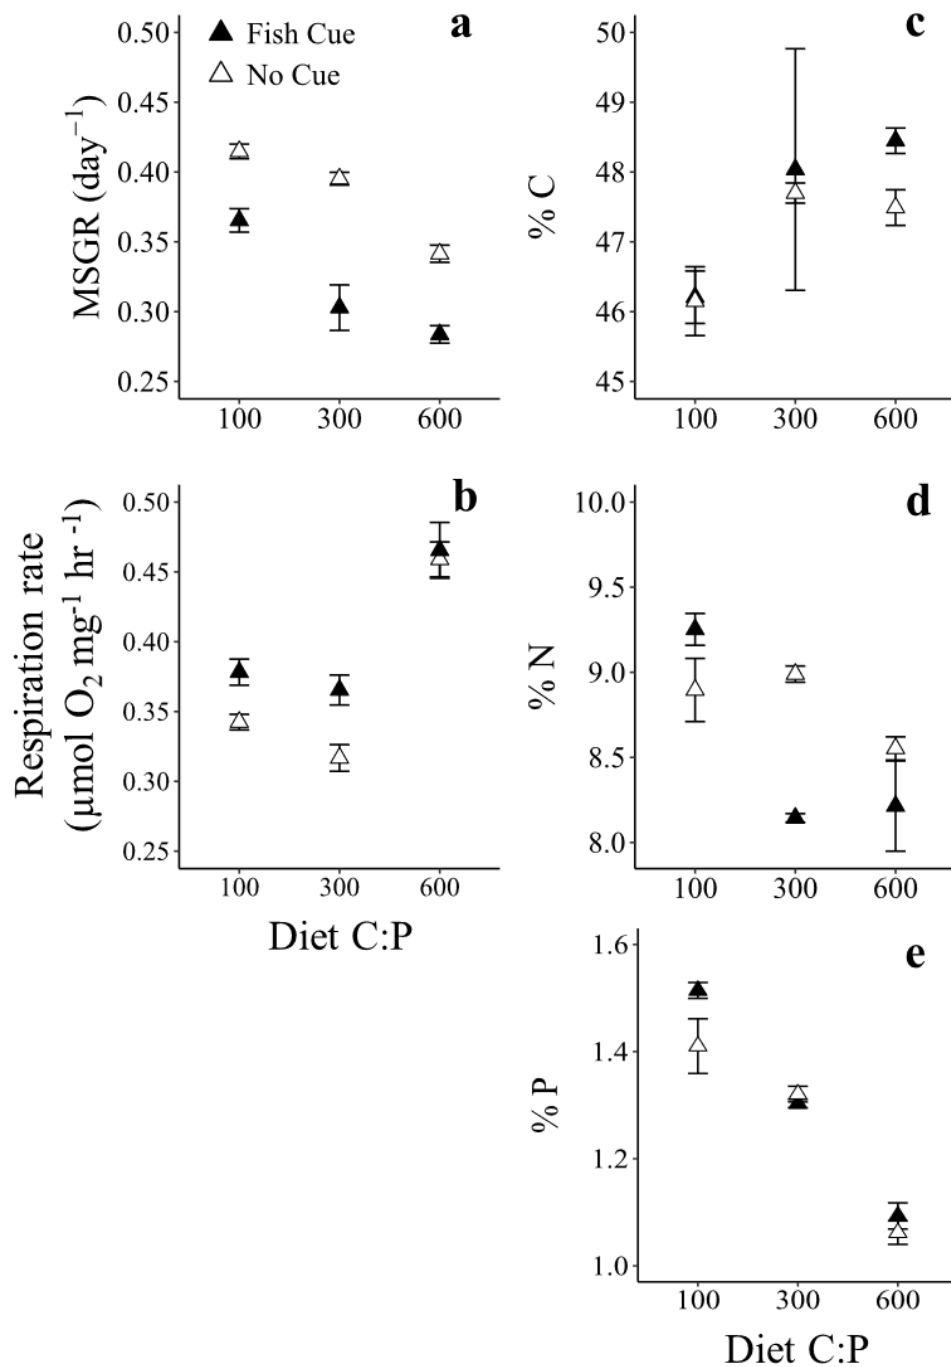 a
Fish Cue
No Cue
MSGR (day⁻¹)
0.50
0.45
0.40
0.35
0.30
0.25
100 300 600
c
% C
50
49
48
47
46
45
100 300 600
b
Respiration rate
(µmol O₂ mg⁻¹ hr ⁻¹)
0.50
0.45
0.40
0.35
0.30
0.25
100 300 600
Diet C:P
d
% N
10.0
9.5
9.0
8.5
8.0
100 300 600
e
% P
1.6
1.4
1.2
1.0
100 300 600
Diet C:P